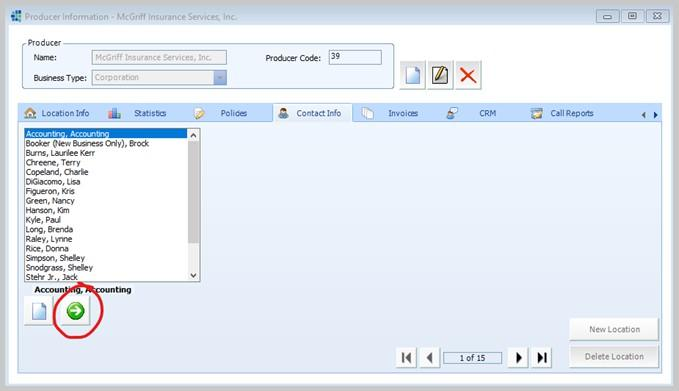 Producer Information - McGriff Insurance Services, Inc.
Producer
Name: McGriff Insurance Services, Inc. Producer Code: 39
Business Type: Corporation
Location Info Statistics Policies Contact Info Invoices CRM Call Reports
Accounting, Accounting
Booker (New Business Only), Brock
Burns, Laurilee Kerr
Chreene, Terry
Copeland, Charlie
DiGiacomo, Lisa
Figueron, Kris
Green, Nancy
Hanson, Kim
Kyle, Paul
Long, Brenda
Raley, Lynne
Rice, Donna
Simpson, Shelley
Snodgrass, Shelley
Stehr Jr., Jack
Accounting, Accounting
New Location
1 of 15
Delete Location